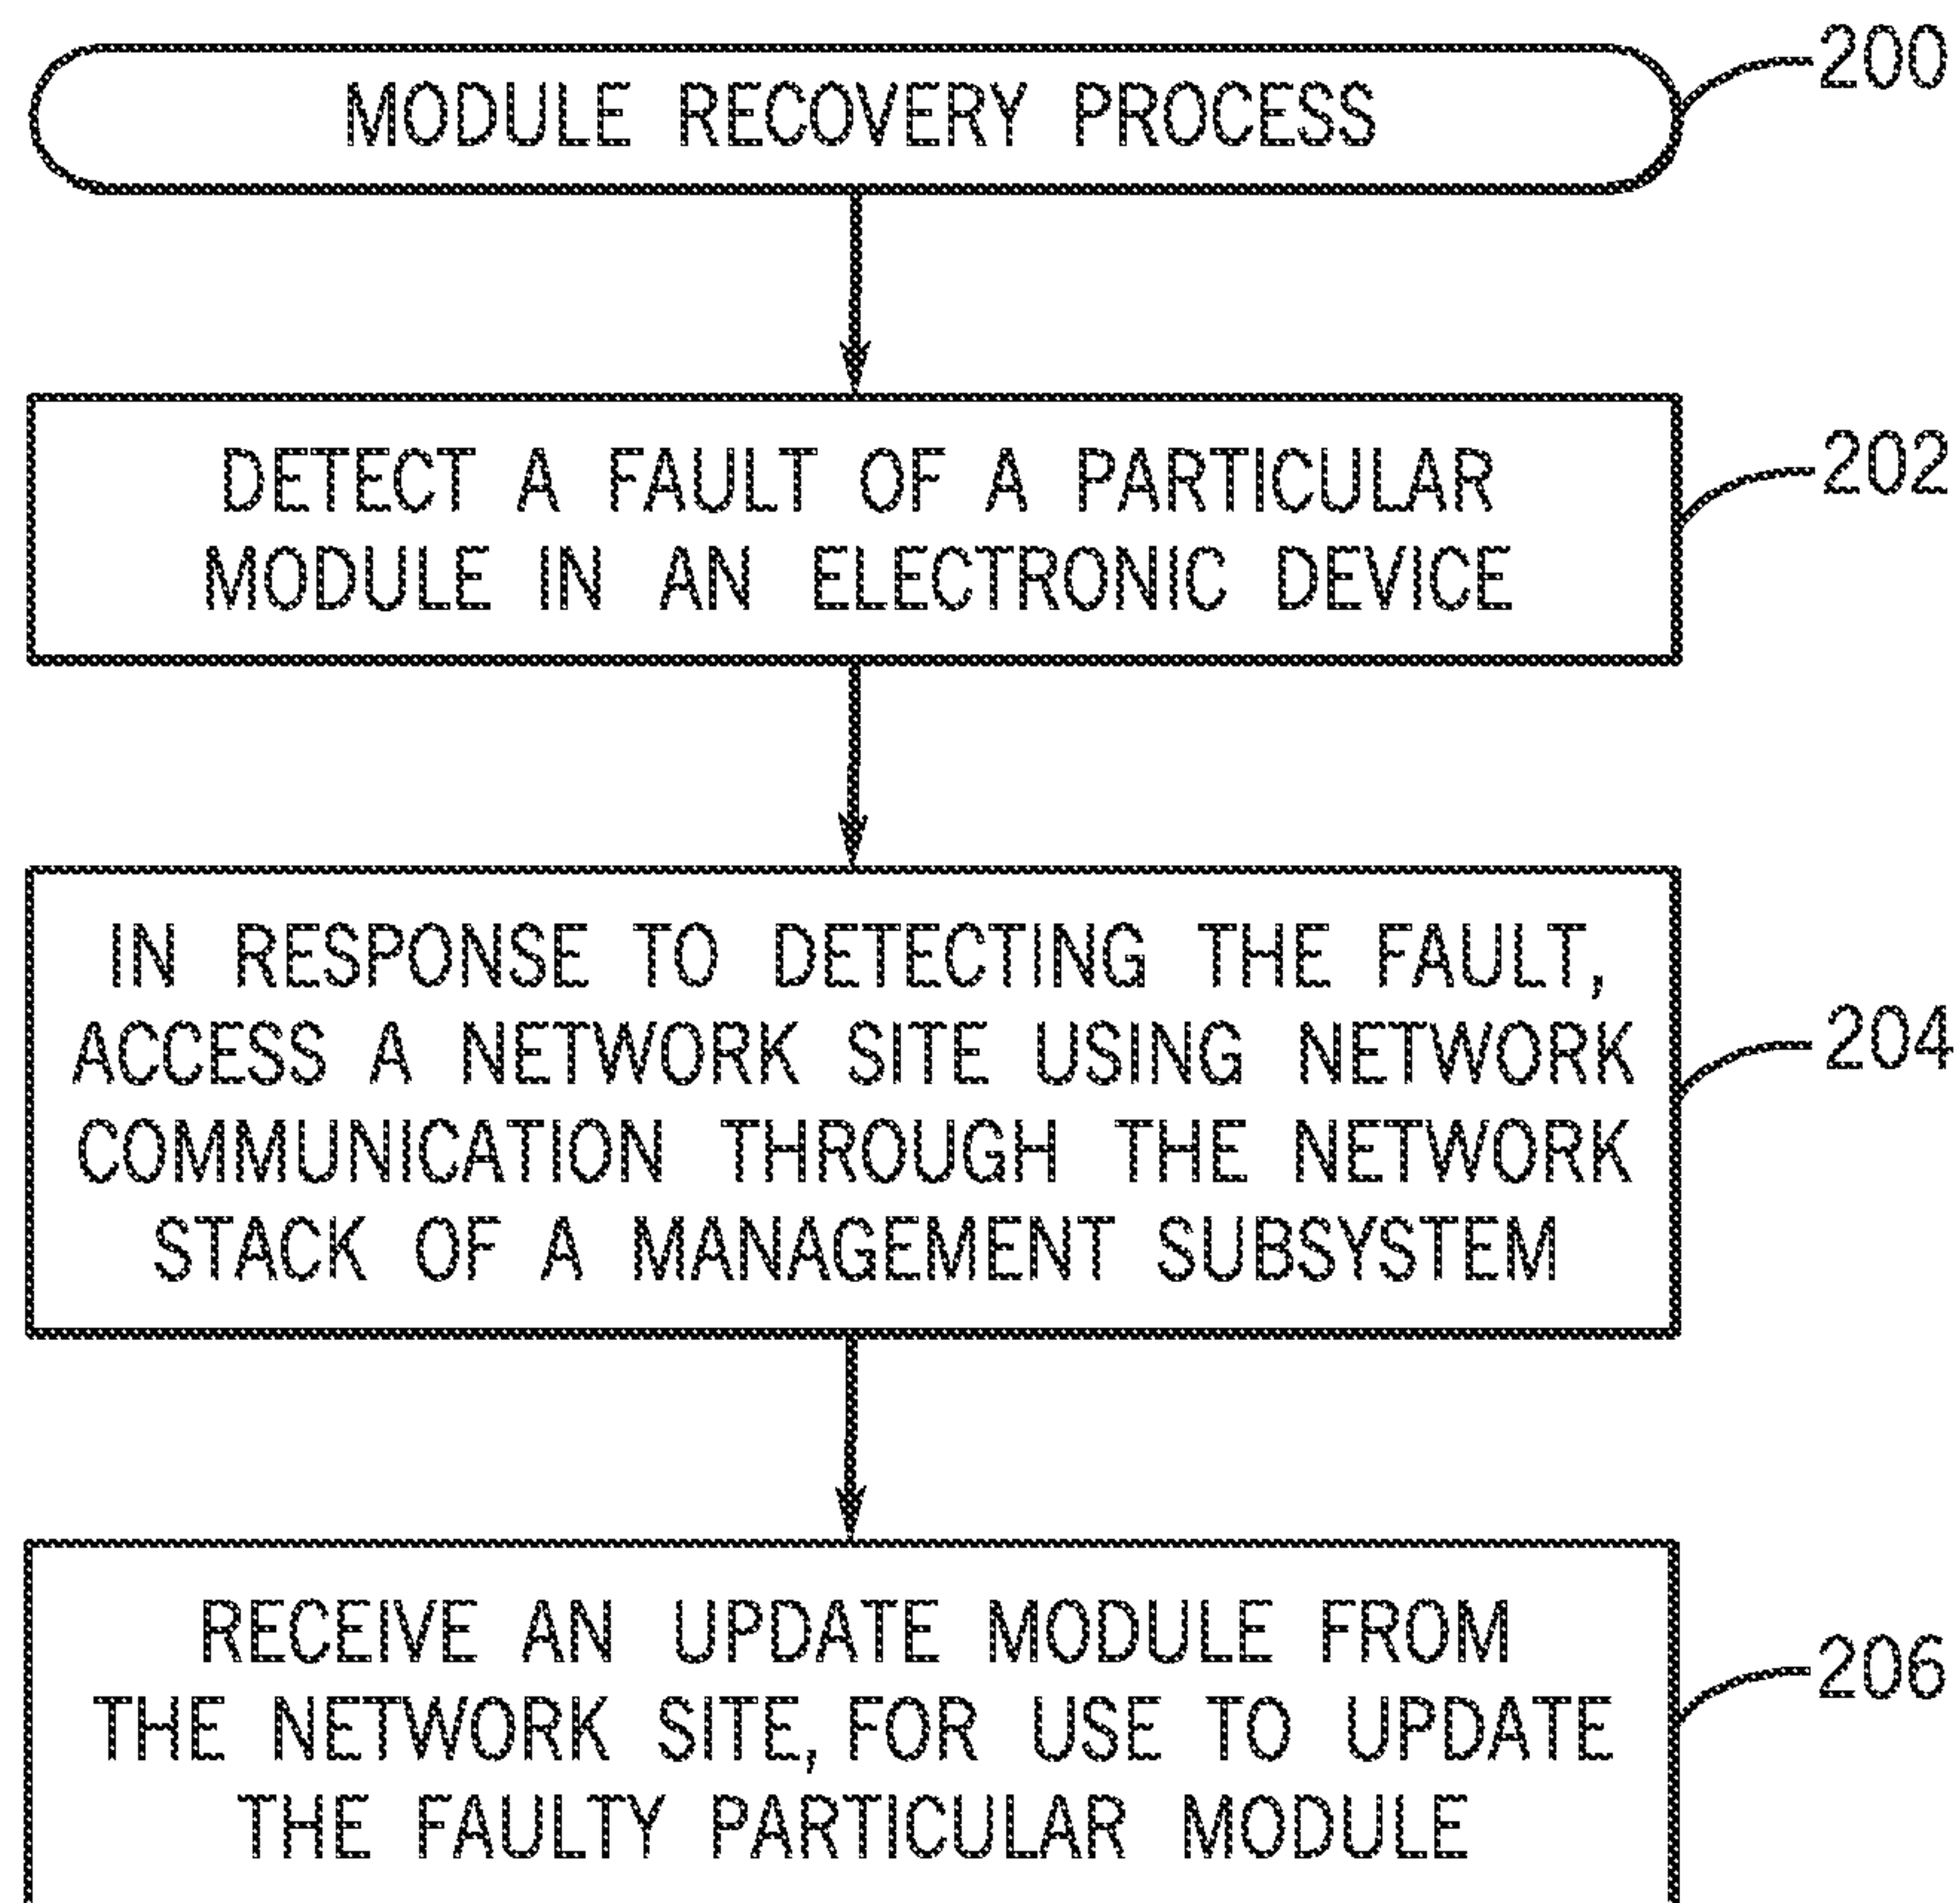 MODULE RECOVERY PROCESS
200
DETECT A FAULT OF A PARTICULAR
MODULE IN AN ELECTRONIC DEVICE
202
IN RESPONSE TO DETECTING THE FAULT,
ACCESS A NETWORK SITE USING NETWORK
COMMUNICATION THROUGH THE NETWORK
STACK OF A MANAGEMENT SUBSYSTEM
204
RECEIVE AN UPDATE MODULE FROM
THE NETWORK SITE, FOR USE TO UPDATE
THE FAULTY PARTICULAR MODULE
206